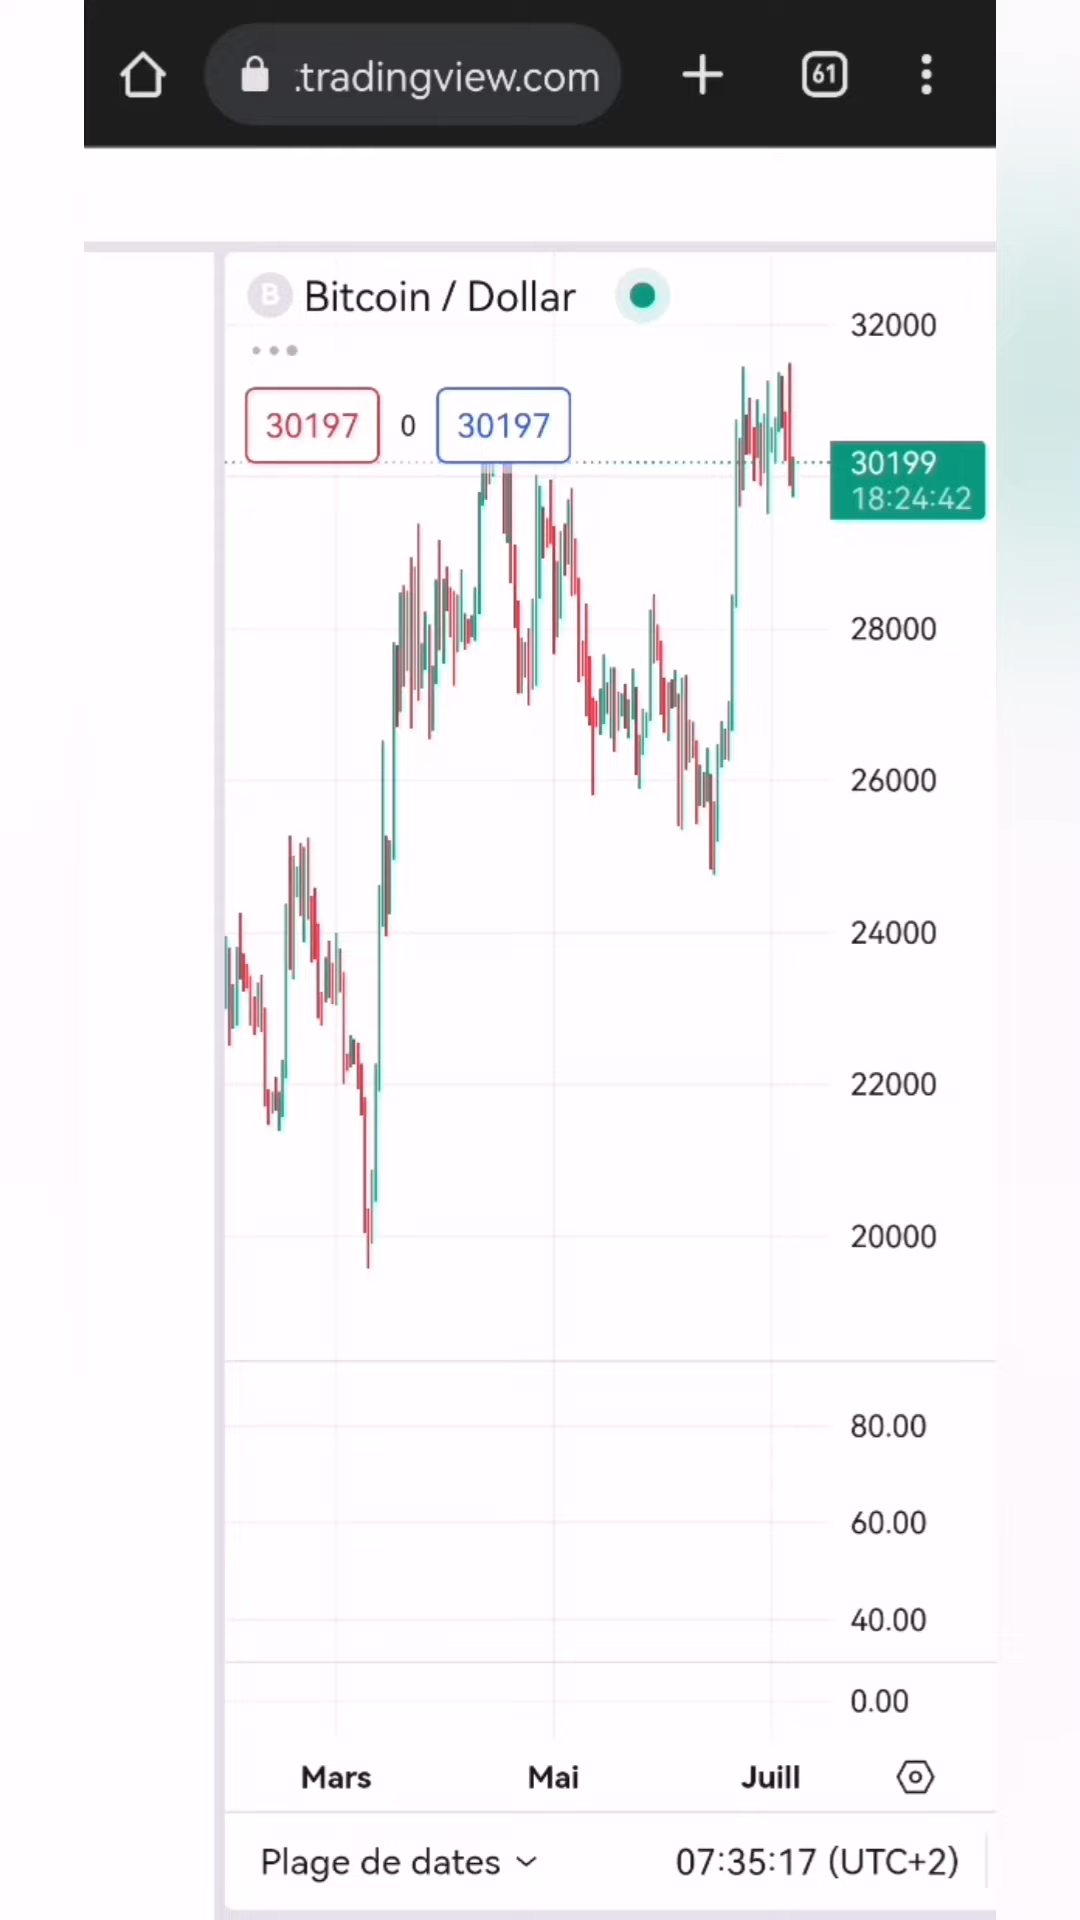 .tradingview.com
61
B Bitcoin / Dollar
32000
30197 0 30197
30199
18:24:42
28000
26000
24000
22000
20000
80.00
60.00
40.00
0.00
Mars Mai Juill
Plage de dates 07:35:17 (UTC+2)